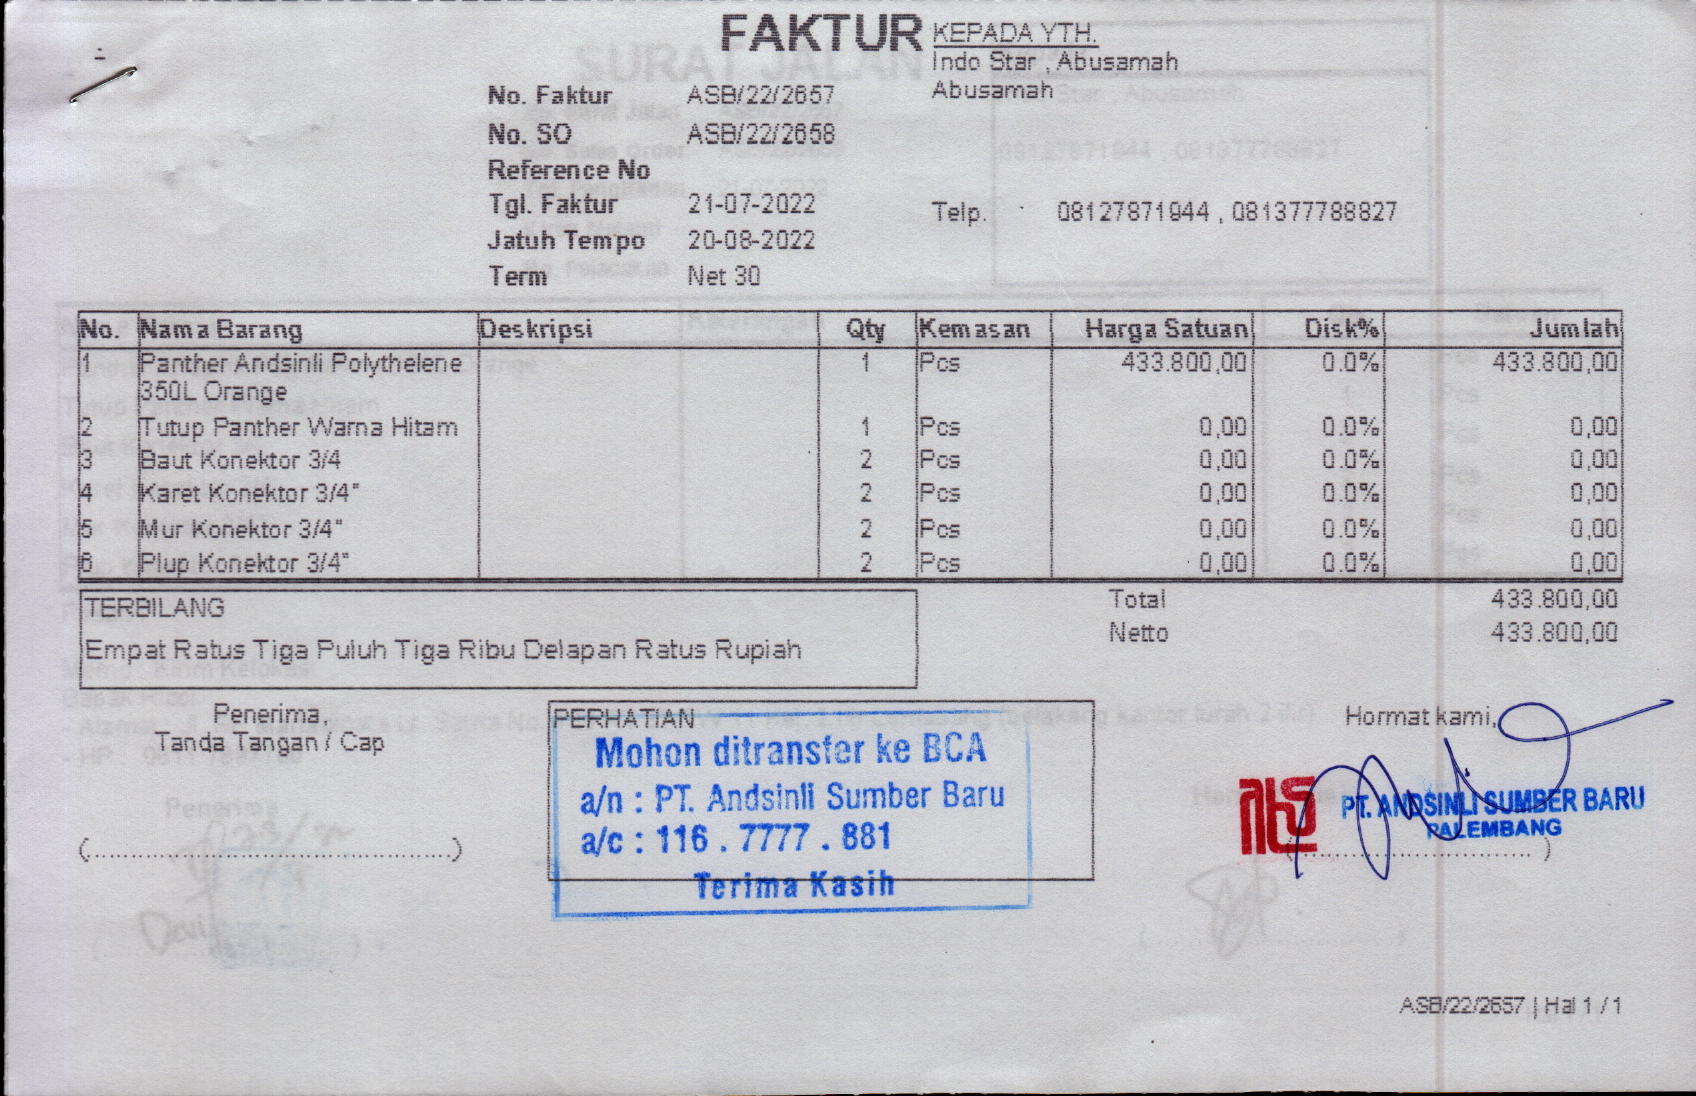 FAKTUR
KEPADA YTH.
Indo Star , Abusamah
Abusamah
No. Faktur ASB/22/2657
No. SO ASB/22/2658
Reference No
Tgl. Faktur 21-07-2022
Telp. 08127871944 , 081377788827
Jatuh Tempo 20-08-2022
Term Net 30
No. Nama Barang Deskripsi Qty Kemasan Harga Satuan Disk% Jumlah
1 Panther Andsinli Polythelene 1 Pcs 433.800,00 0.0% 433.800,00
350L Orange
2 Tutup Panther Warna Hitam 1 Pcs 0,00 0.0% 0,00
3 Baut Konektor 3/4 2 Pcs 0,00 0.0% 0,00
4 Karet Konektor 3/4" 2 Pcs 0,00 0.0% 0,00
5 Mur Konektor 3/4" 2 Pcs 0,00 0.0% 0,00
6 Plup Konektor 3/4" 2 Pcs 0,00 0.0% 0,00
TERBILANG
Empat Ratus Tiga Puluh Tiga Ribu Delapan Ratus Rupiah
Total 433.800,00
Netto 433.800,00
Penerima,
Tanda Tangan / Cap
(..........................................)
PERHATIAN
Mohon ditransfer ke BCA
a/n : PT. Andsinli Sumber Baru
a/c : 116 . 7777 . 881
Terima Kasih
Hormat kami,
PT. ANDSINLI SUMBER BARU
PALEMBANG
(..............................)
ASB/22/2657 | Hal 1 / 1